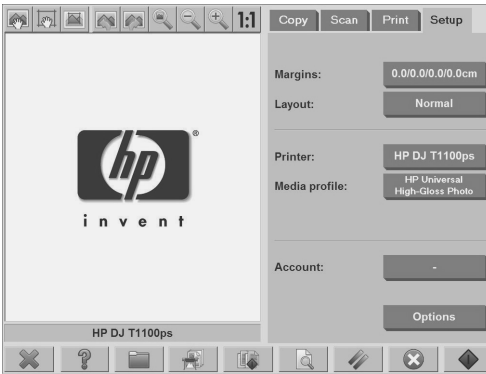 1:1
Copy Scan Print Setup
Margins: 0.0/0.0/0.0/0.0cm
Layout: Normal
Printer: HP DJ T1100ps
Media profile: HP Universal
High-Gloss Photo
Account: -
Options
hp
®
invent
HP DJ T1100ps
?